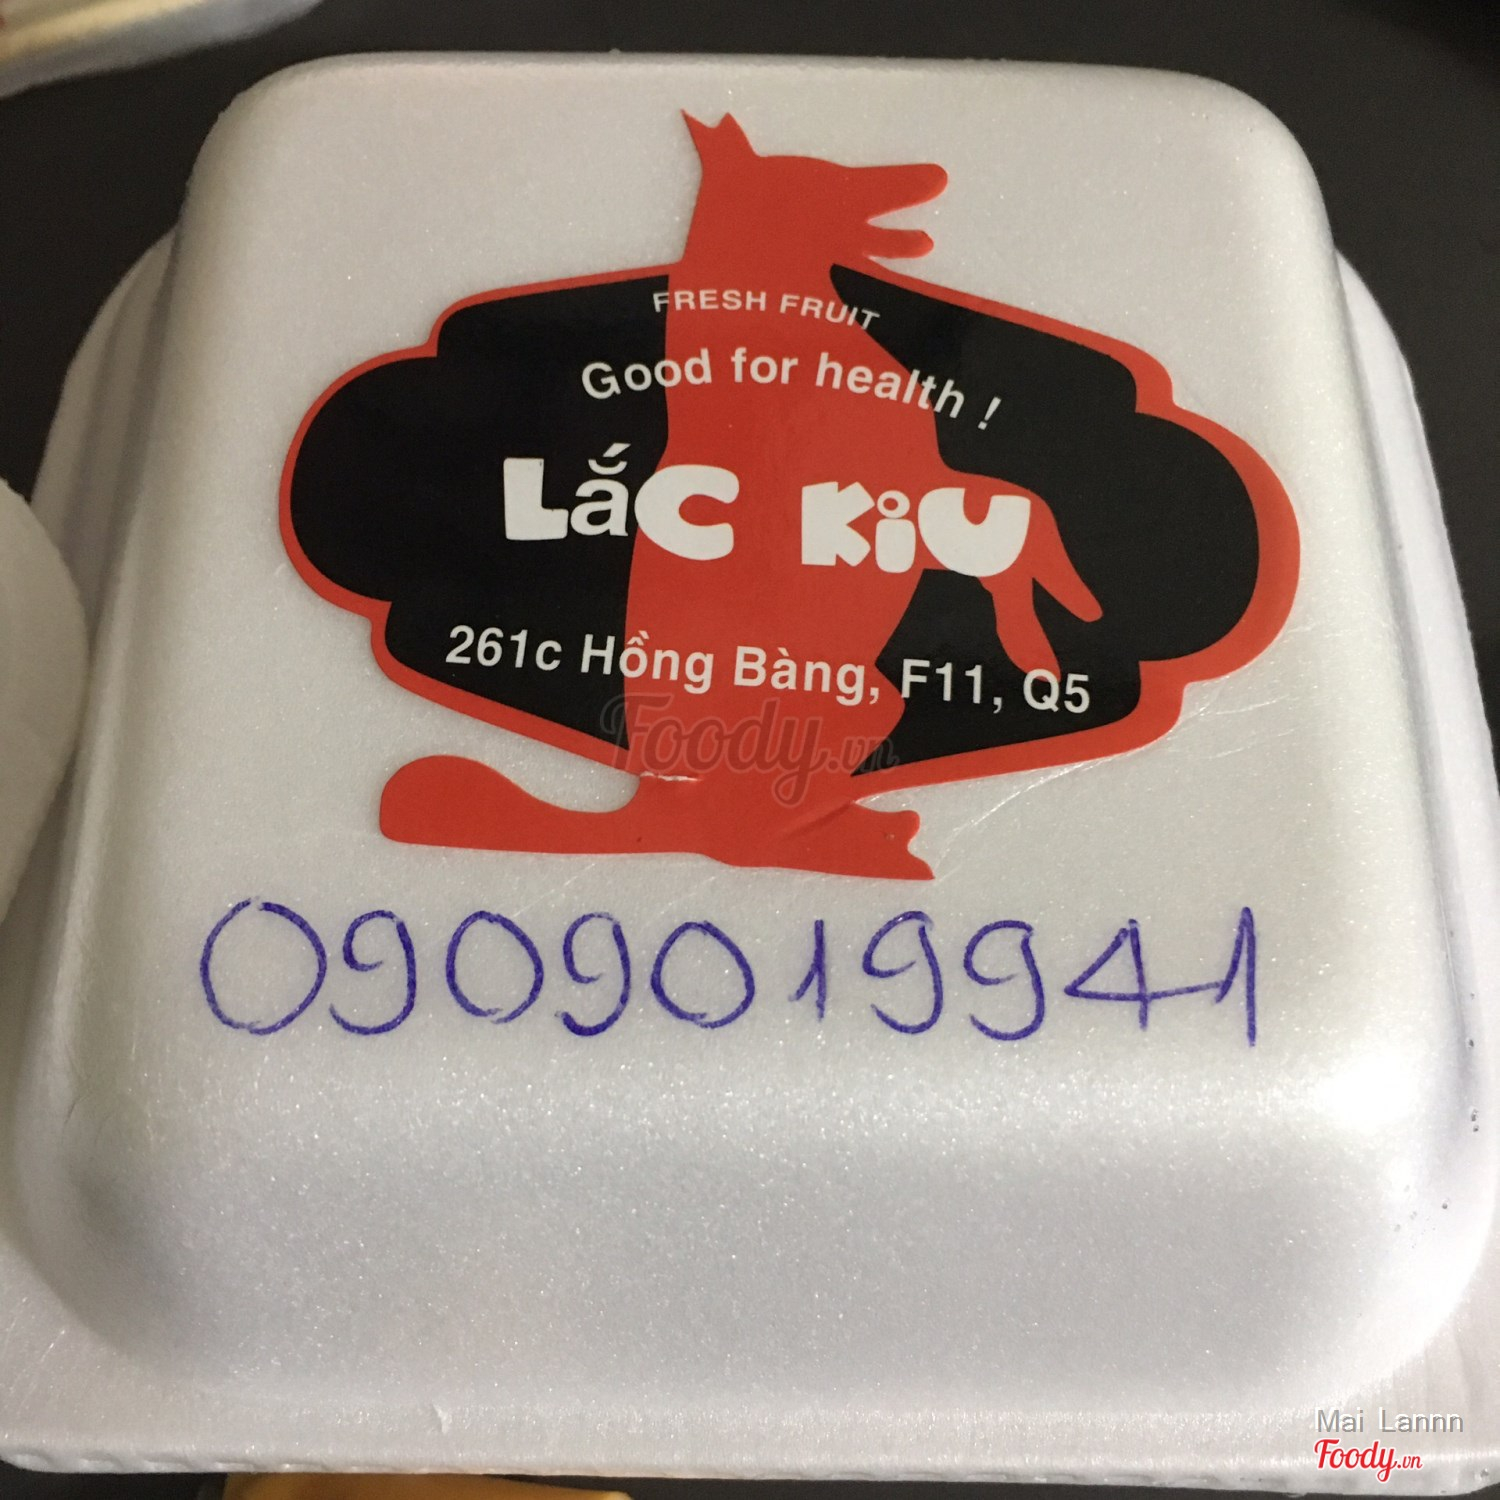 FRESH FRUIT
Good for health !
Lắc Kiu
261c Hồng Bàng, F11, Q5
Foody.vn
0909019941
Mai Lannn
Foody.vn